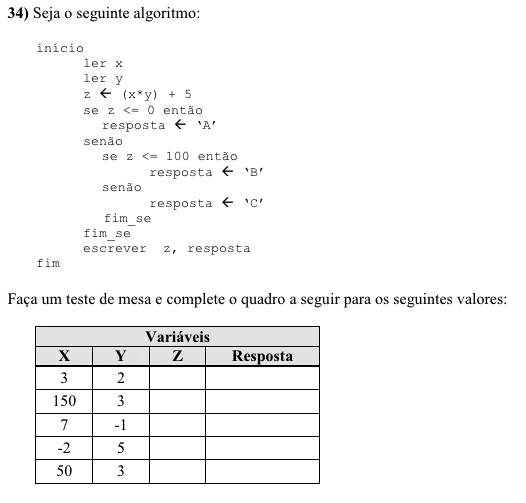 34) Seja o seguinte algoritmo:
início
ler x
ler y
z ← (x*y) + 5
se z <= 0 então
resposta ← ‘A’
senão
se z <= 100 então
resposta ← ‘B’
senão
resposta ← ‘C’
fim_se
fim_se
escrever z, resposta
fim
Faça um teste de mesa e complete o quadro a seguir para os seguintes valores:
Variáveis
X Y Z Resposta
3 2
150 3
7 -1
-2 5
50 3